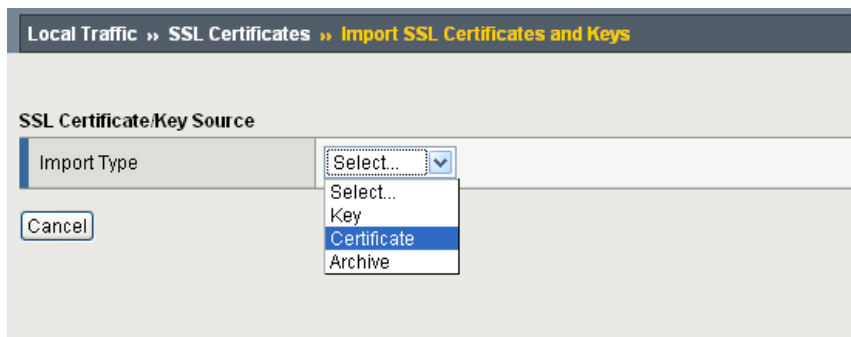 Local Traffic » SSL Certificates » Import SSL Certificates and Keys
SSL Certificate/Key Source
Import Type
Select...
Select...
Key
Certificate
Archive
Cancel